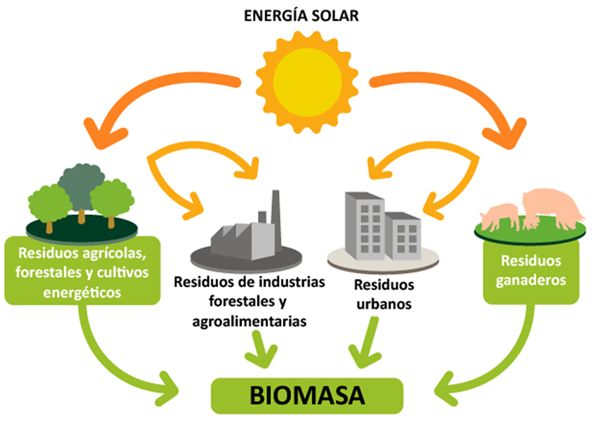 ENERGÍA SOLAR
Residuos agrícolas,
forestales y cultivos
energéticos
Residuos de industrias
forestales y
agroalimentarias
Residuos
urbanos
Residuos
ganaderos
BIOMASA